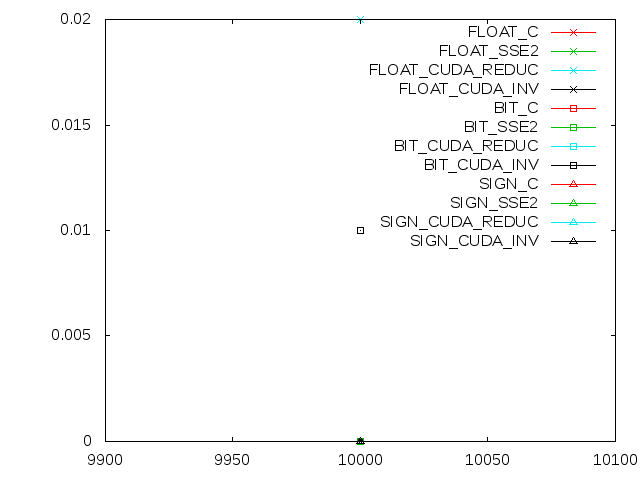 0.02
0.015
0.01
0.005
0
9900 9950 10000 10050 10100
FLOAT_C
FLOAT_SSE2
FLOAT_CUDA_REDUC
FLOAT_CUDA_INV
BIT_C
BIT_SSE2
BIT_CUDA_REDUC
BIT_CUDA_INV
SIGN_C
SIGN_SSE2
SIGN_CUDA_REDUC
SIGN_CUDA_INV